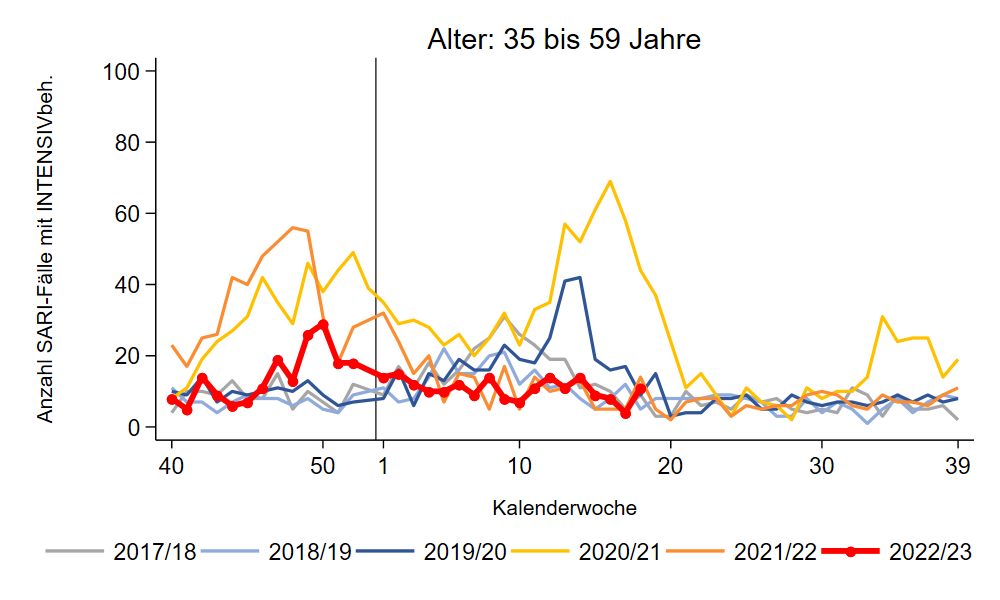 Alter: 35 bis 59 Jahre
Anzahl SARI-Fälle mit INTENSIVbeh.
100
80
60
40
20
0
40 50 1 10 20 30 39
Kalenderwoche
2017/18 2018/19 2019/20 2020/21 2021/22 2022/23